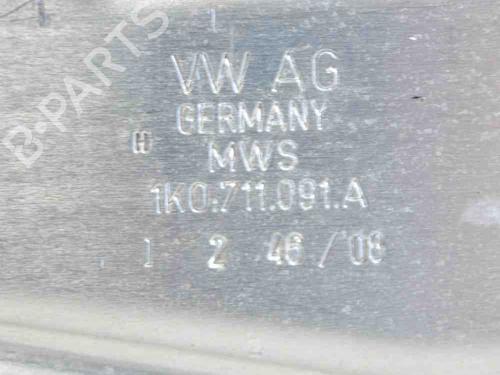 B-PARTS
VW AG
GERMANY
H MWS
1K0.711.091.A
1 2 46/08